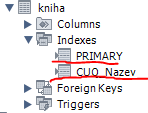 kniha
Columns
Indexes
PRIMARY
CUQ_Nazev
Foreign Keys
Triggers